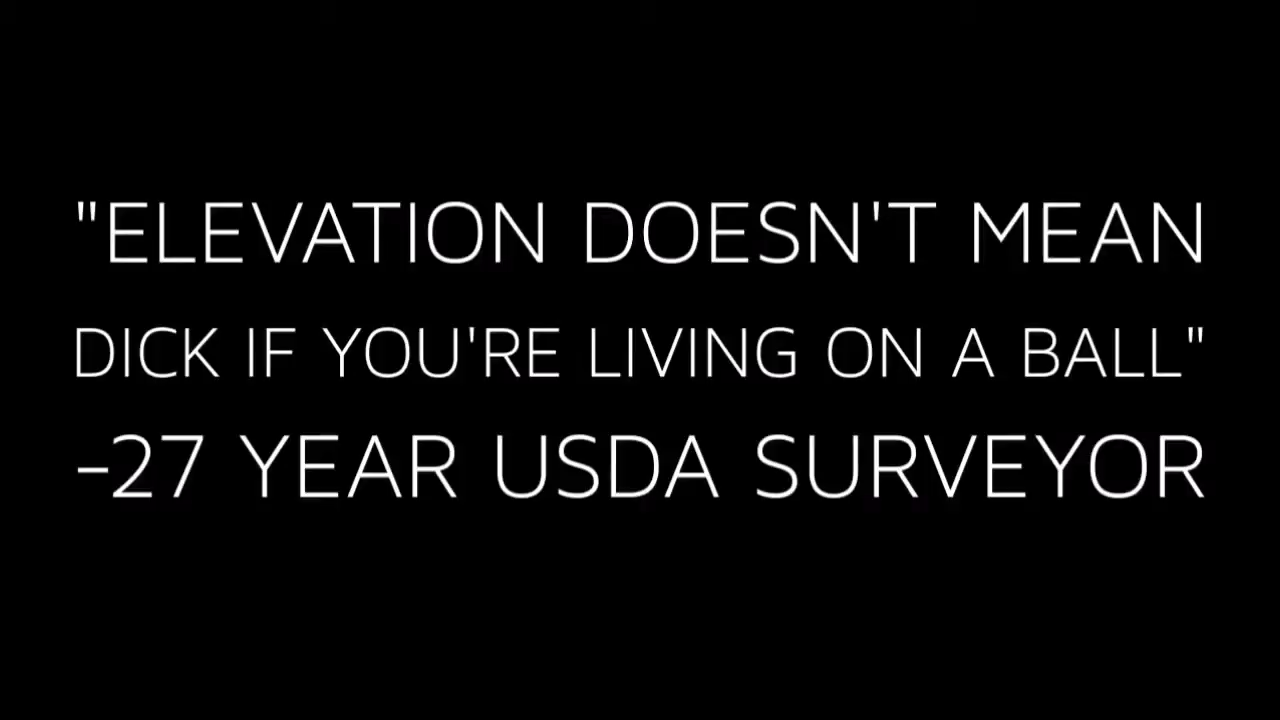 "ELEVATION DOESN'T MEAN
DICK IF YOU'RE LIVING ON A BALL"
-27 YEAR USDA SURVEYOR